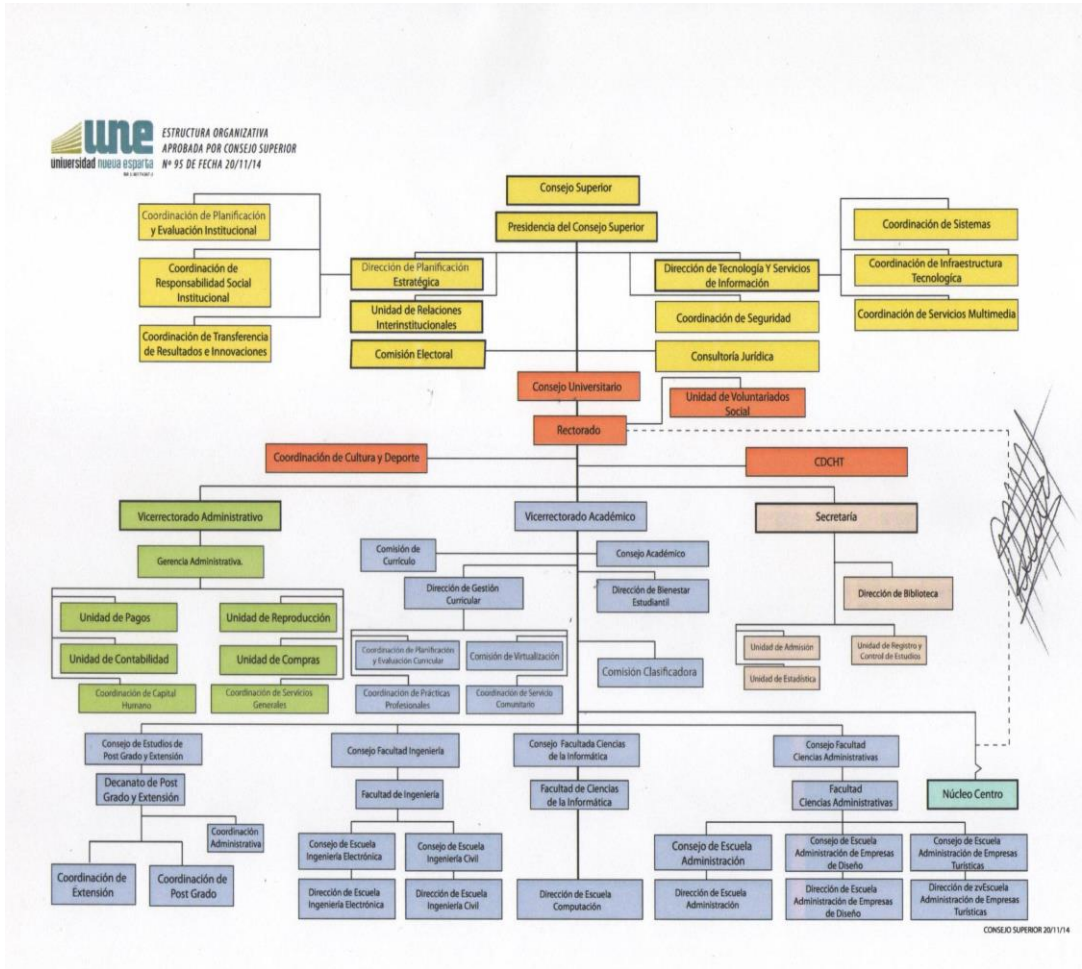 une
universidad nueva esparta
ESTRUCTURA ORGANIZATIVA
APROBADA POR CONSEJO SUPERIOR
Nº 95 DE FECHA 20/11/14
Consejo Superior
Presidencia del Consejo Superior
Coordinación de Planificación
y Evaluación Institucional
Coordinación de
Responsabilidad Social
Institucional
Coordinación de Transferencia
de Resultados e Innovaciones
Dirección de Planificación
Estratégica
Unidad de Relaciones
Interinstitucionales
Comisión Electoral
Dirección de Tecnología Y Servicios
de Información
Coordinación de Seguridad
Consultoría Jurídica
Coordinación de Sistemas
Coordinación de Infraestructura
Tecnologíca
Coordinación de Servicios Multimedia
Consejo Universitario
Unidad de Voluntariados
Social
Rectorado
Coordinación de Cultura y Deporte
CDCHT
Vicerrectorado Administrativo
Vicerrectorado Académico
Secretaría
Gerencia Administrativa.
Unidad de Pagos
Unidad de Reproducción
Unidad de Contabilidad
Unidad de Compras
Coordinación de Capital
Humano
Coordinación de Servicios
Generales
Comisión de
Currículo
Consejo Académico
Dirección de Gestión
Curricular
Dirección de Bienestar
Estudiantil
Coordinación de Planificación
y Evaluación Curricular
Comisión de Virtualización
Coordinación de Prácticas
Profesionales
Coordinación de Servicio
Comunitario
Comisión Clasificadora
Dirección de Biblioteca
Unidad de Admisión
Unidad de Registro y
Control de Estudios
Unidad de Estadística
Consejo de Estudios de
Post Grado y Extensión
Consejo Facultad Ingeniería
Consejo Facultada Ciencias
de la Informática
Consejo Facultad
Ciencias Administrativas
Decanato de Post
Grado y Extensión
Facultad de Ingeniería
Facultad de Ciencias
de la Informática
Facultad
Ciencias Administrativas
Núcleo Centro
Coordinación
Administrativa
Coordinación de
Extensión
Coordinación de
Post Grado
Consejo de Escuela
Ingeniería Electrónica
Consejo de Escuela
Ingeniería Civil
Consejo de Escuela
Administración
Consejo de Escuela
Administración de Empresas
de Diseño
Consejo de Escuela
Administración de Empresas
Turísticas
Dirección de Escuela
Ingeniería Electrónica
Dirección de Escuela
Ingeniería Civil
Dirección de Escuela
Computación
Dirección de Escuela
Administración
Dirección de Escuela
Administración de Empresas
de Diseño
Dirección de zvEscuela
Administración de Empresas
Turísticas
CONSEJO SUPERIOR 20/11/14